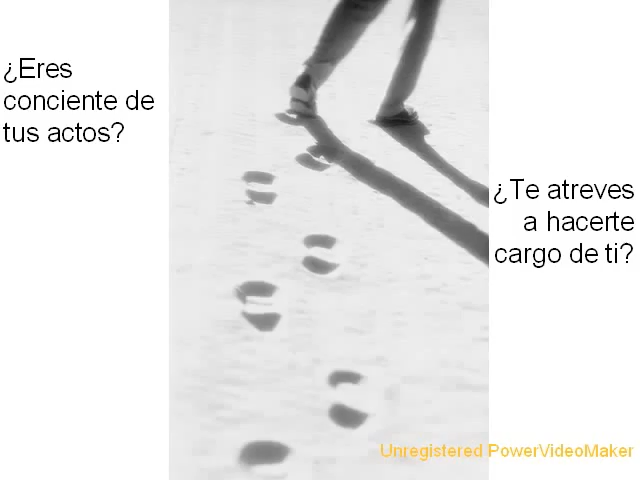 ¿Eres
conciente de
tus actos?
¿Te atreves
a hacerte
cargo de ti?
Unregistered PowerVideoMaker